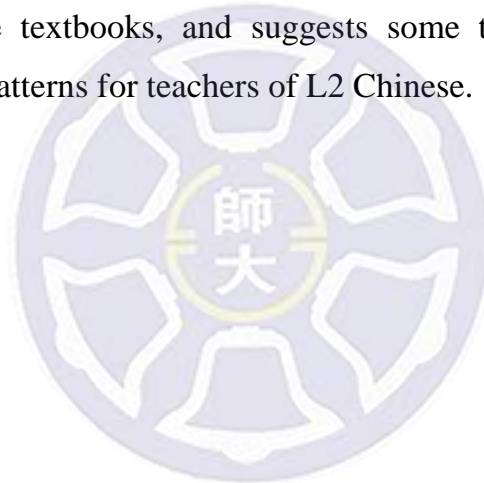 textbooks, and suggests some
atterns for teachers of L2 Chinese.
師
大